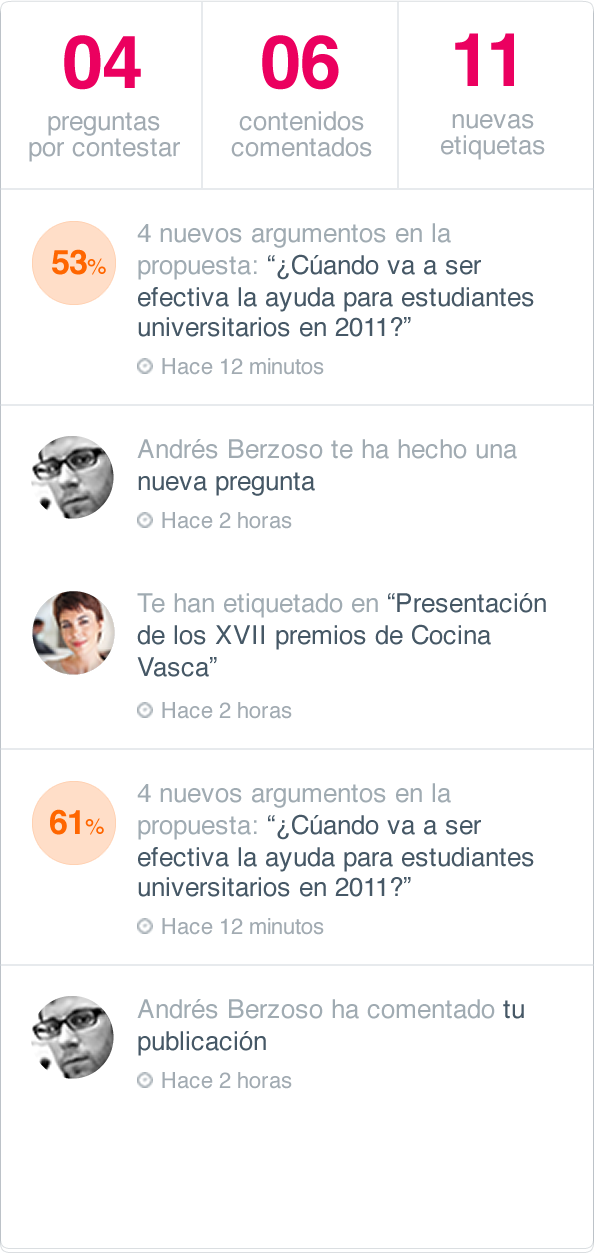 04
preguntas
por contestar
06
contenidos
comentados
11
nuevas
etiquetas
53%
4 nuevos argumentos en la
propuesta: “¿Cúando va a ser
efectiva la ayuda para estudiantes
universitarios en 2011?”
Hace 12 minutos
Andrés Berzoso te ha hecho una
nueva pregunta
Hace 2 horas
Te han etiquetado en “Presentación
de los XVII premios de Cocina
Vasca”
Hace 2 horas
61%
4 nuevos argumentos en la
propuesta: “¿Cúando va a ser
efectiva la ayuda para estudiantes
universitarios en 2011?”
Hace 12 minutos
Andrés Berzoso ha comentado tu
publicación
Hace 2 horas